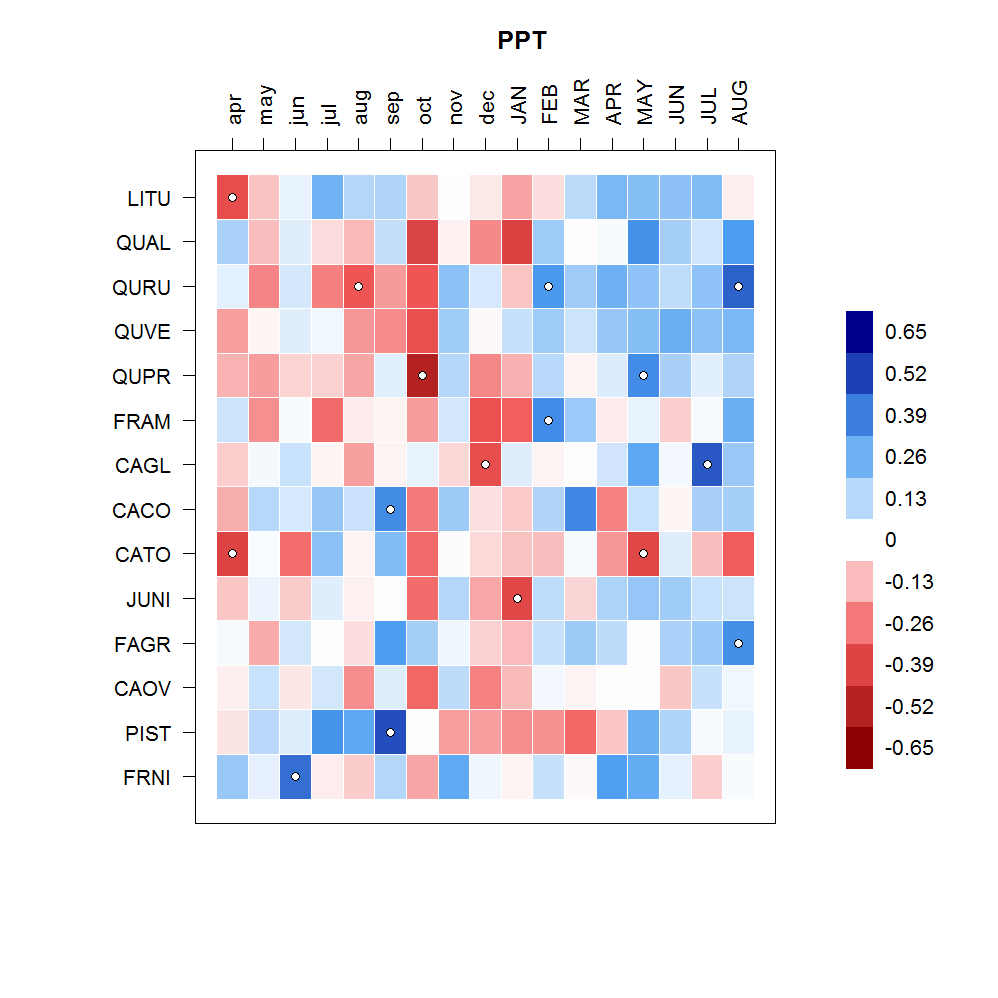 PPT
apr may jun jul aug sep oct nov dec JAN FEB MAR APR MAY JUN JUL AUG
LITU
QUAL
QURU
QUVE
QUPR
FRAM
CAGL
CACO
CATO
JUNI
FAGR
CAOV
PIST
FRNI
0.65
0.52
0.39
0.26
0.13
0
-0.13
-0.26
-0.39
-0.52
-0.65